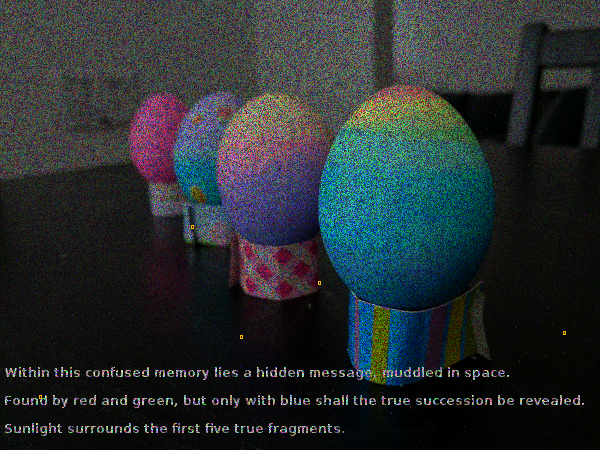 Within this confused memory lies a hidden message, muddled in space.
Found by red and green, but only with blue shall the true succession be revealed.
Sunlight surrounds the first five true fragments.